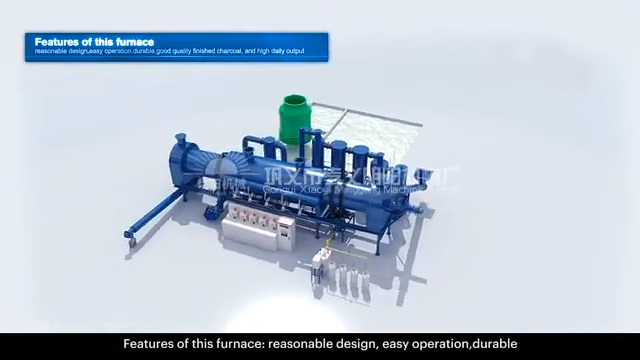 Features of this furnace
reasonable design,easy operation,durable,good quality finished charcoal, and high daily output
Features of this furnace: reasonable design, easy operation,durable